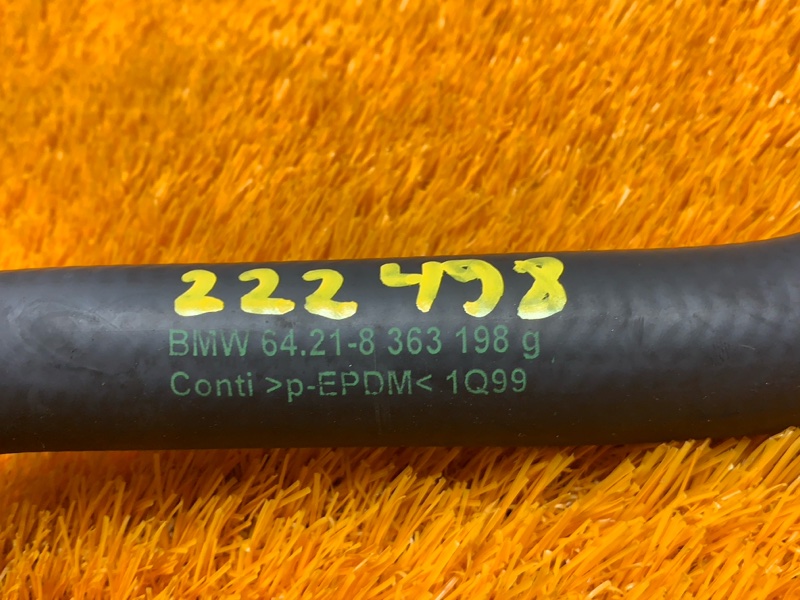 222498
BMW 64.21-8 363 198 g
Conti >p-EPDM< 1Q99